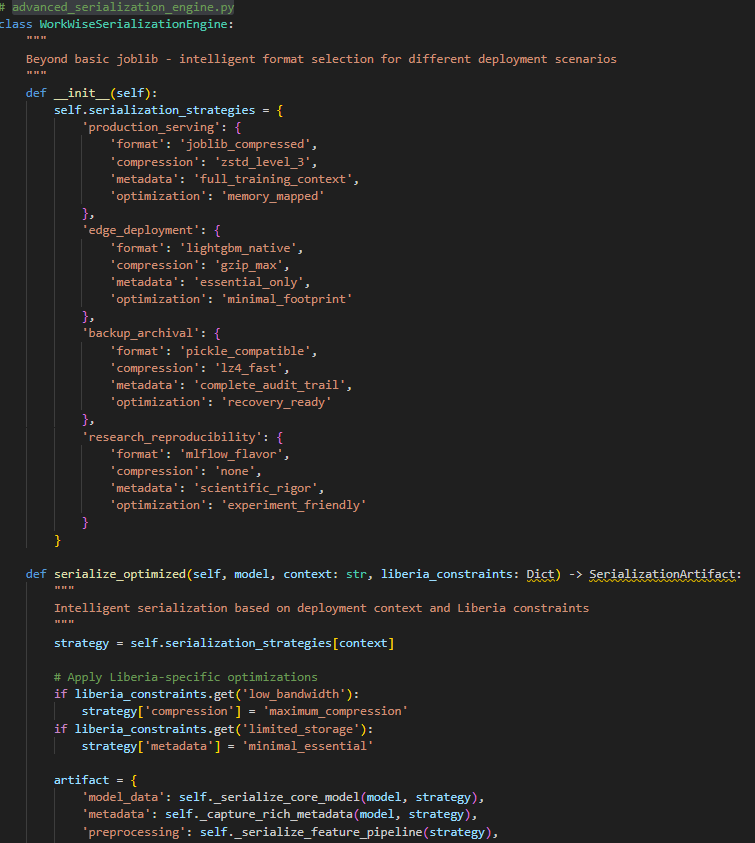 # advanced_serialization_engine.py
class WorkWiseSerializationEngine:
    """
    Beyond basic joblib - intelligent format selection for different deployment scenarios
    """
    def __init__(self):
        self.serialization_strategies = {
            'production_serving': {
                'format': 'joblib_compressed',
                'compression': 'zstd_level_3',
                'metadata': 'full_training_context',
                'optimization': 'memory_mapped'
            },
            'edge_deployment': {
                'format': 'lightgbm_native',
                'compression': 'gzip_max',
                'metadata': 'essential_only',
                'optimization': 'minimal_footprint'
            },
            'backup_archival': {
                'format': 'pickle_compatible',
                'compression': 'lz4_fast',
                'metadata': 'complete_audit_trail',
                'optimization': 'recovery_ready'
            },
            'research_reproducibility': {
                'format': 'mlflow_flavor',
                'compression': 'none',
                'metadata': 'scientific_rigor',
                'optimization': 'experiment_friendly'
            }
        }
    def serialize_optimized(self, model, context: str, liberia_constraints: Dict) -> SerializationArtifact:
        """
        Intelligent serialization based on deployment context and Liberia constraints
        """
        strategy = self.serialization_strategies[context]
        # Apply Liberia-specific optimizations
        if liberia_constraints.get('low_bandwidth'):
            strategy['compression'] = 'maximum_compression'
        if liberia_constraints.get('limited_storage'):
            strategy['metadata'] = 'minimal_essential'
        artifact = {
            'model_data': self._serialize_core_model(model, strategy),
            'metadata': self._capture_rich_metadata(model, strategy),
            'preprocessing': self._serialize_feature_pipeline(strategy),